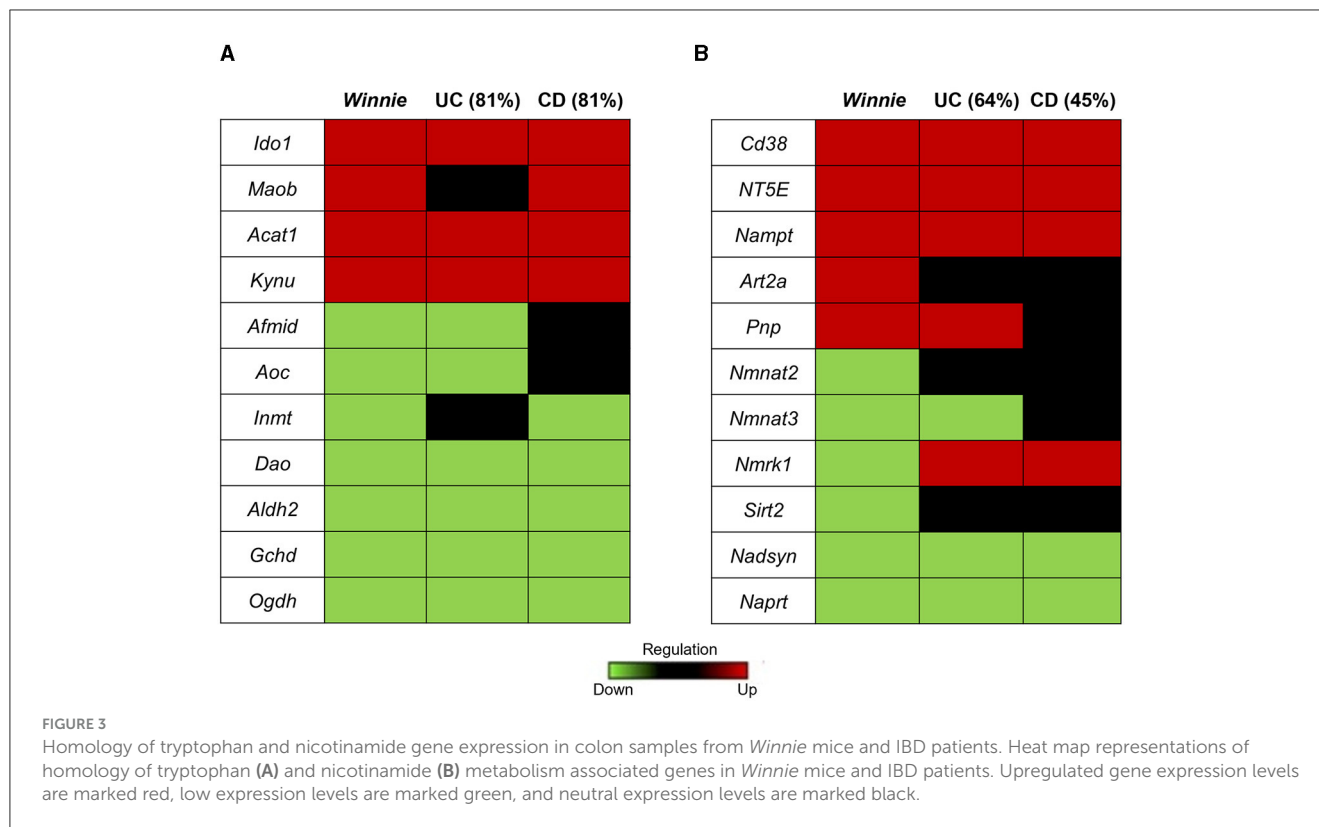 A
B
Winnie UC (81%) CD (81%)
Winnie UC (64%) CD (45%)
Ido1
Maob
Acat1
Kynu
Afmid
Aoc
Inmt
Dao
Aldh2
Gchd
Ogdh
Cd38
NT5E
Nampt
Art2a
Pnp
Nmnat2
Nmnat3
Nmrk1
Sirt2
Nadsyn
Naprt
Regulation
Down Up
FIGURE 3
Homology of tryptophan and nicotinamide gene expression in colon samples from Winnie mice and IBD patients. Heat map representations of
homology of tryptophan (A) and nicotinamide (B) metabolism associated genes in Winnie mice and IBD patients. Upregulated gene expression levels
are marked red, low expression levels are marked green, and neutral expression levels are marked black.